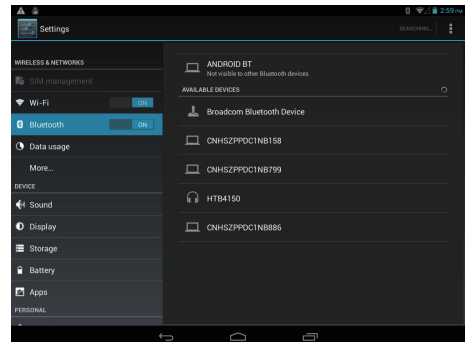 2:59 PM
Settings
SEARCHING...
WIRELESS & NETWORKS
SIM management
Wi-Fi ON
Bluetooth ON
Data usage
More...
DEVICE
Sound
Display
Storage
Battery
Apps
PERSONAL
ANDROID BT
Not visible to other Bluetooth devices
AVAILABLE DEVICES
Broadcom Bluetooth Device
CNHSZPPDC1NB158
CNHSZPPDC1NB799
HTB4150
CNHSZPPDC1NB886